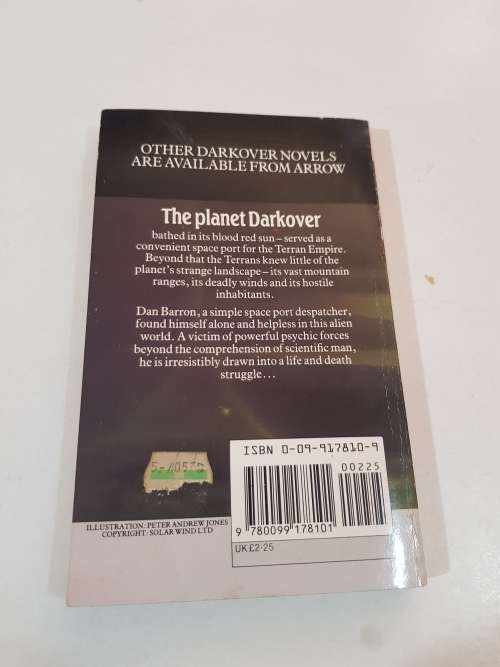 OTHER DARKOVER NOVELS
ARE AVAILABLE FROM ARROW
The planet Darkover
bathed in its blood red sun – served as a
convenient space port for the Terran Empire.
Beyond that the Terrans knew little of the
planet's strange landscape – its vast mountain
ranges, its deadly winds and its hostile
inhabitants.
Dan Barron, a simple space port despatcher,
found himself alone and helpless in this alien
world. A victim of powerful psychic forces
beyond the comprehension of scientific man,
he is irresistibly drawn into a life and death
struggle...
ISBN 0-09-917810-9
00225
9 780099 178101
UK £2·25
ILLUSTRATION: PETER ANDREW JONES
COPYRIGHT: SOLAR WIND LTD